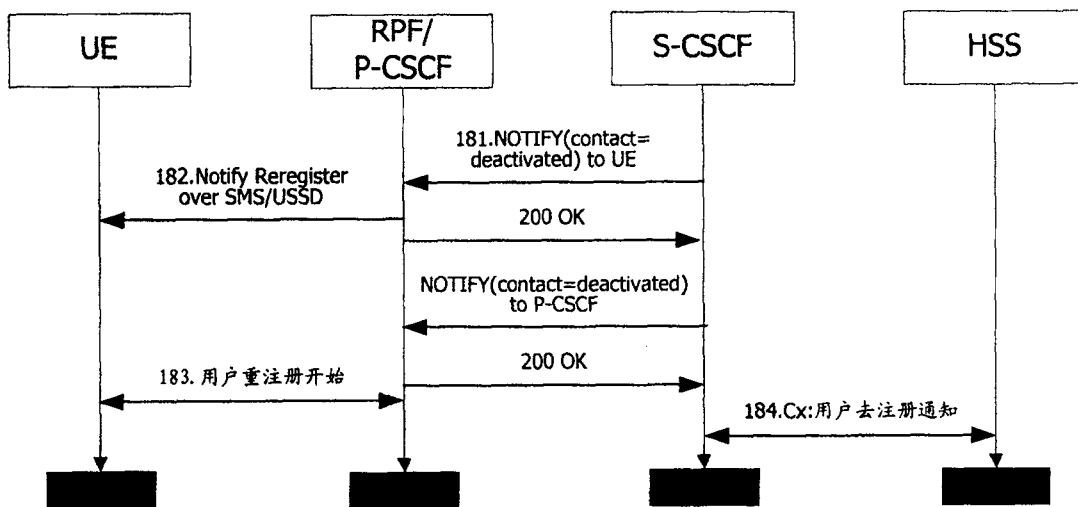 UE
RPF/
P-CSCF
S-CSCF
HSS
181.NOTIFY(contact=
deactivated) to UE
182.Notify Reregister
over SMS/USSD
200 OK
NOTIFY(contact=deactivated)
to P-CSCF
200 OK
183.用户重注册开始
184.Cx:用户去注册通知